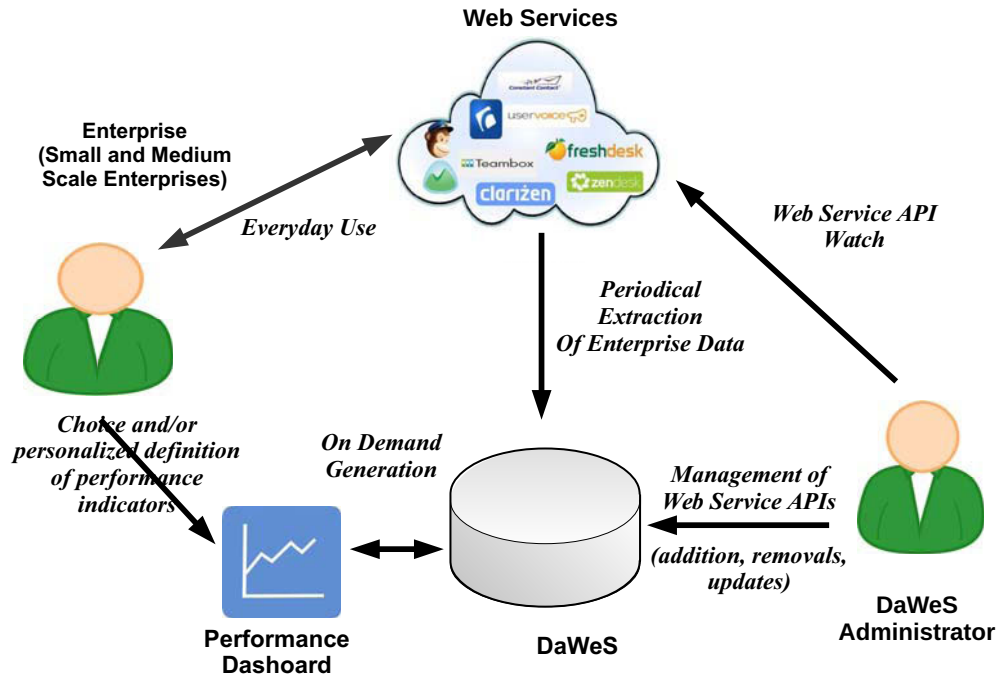 Web Services
Constant Contact
uservoice
freshdesk
Teambox
zendesk
clarizen
Enterprise
(Small and Medium
Scale Enterprises)
Everyday Use
Web Service API
Watch
Periodical
Extraction
Of Enterprise Data
Choice and/or
personalized definition
of performance
indicators
On Demand
Generation
Management of
Web Service APIs
(addition, removals,
updates)
Performance
Dashoard
DaWeS
DaWeS
Administrator